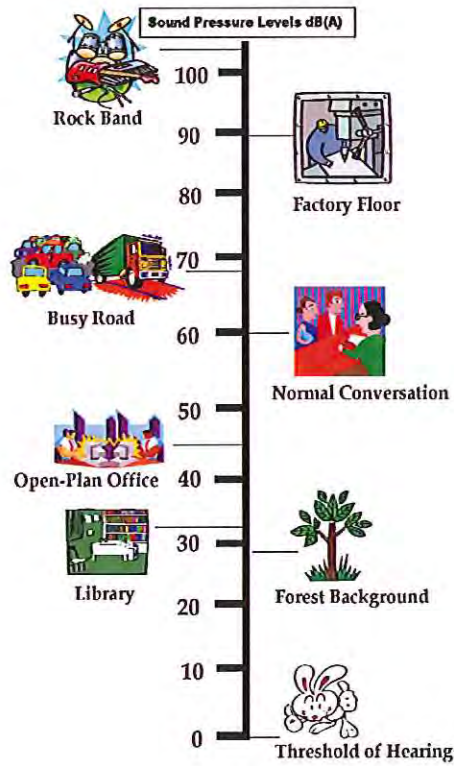 Sound Pressure Levels dB(A)
100
Rock Band
90
Factory Floor
80
70
Busy Road
60
Normal Conversation
50
Open-Plan Office
40
30
Library
Forest Background
20
10
0
Threshold of Hearing